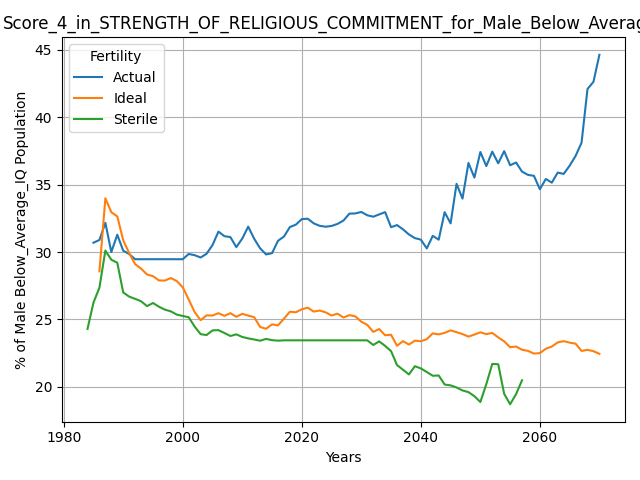 Score_4_in_STRENGTH_OF_RELIGIOUS_COMMITMENT_for_Male_Below_Averag
Fertility
Actual
Ideal
Sterile
% of Male Below_Average_IQ Population
45
40
35
30
25
20
1980
2000
2020
2040
2060
Years